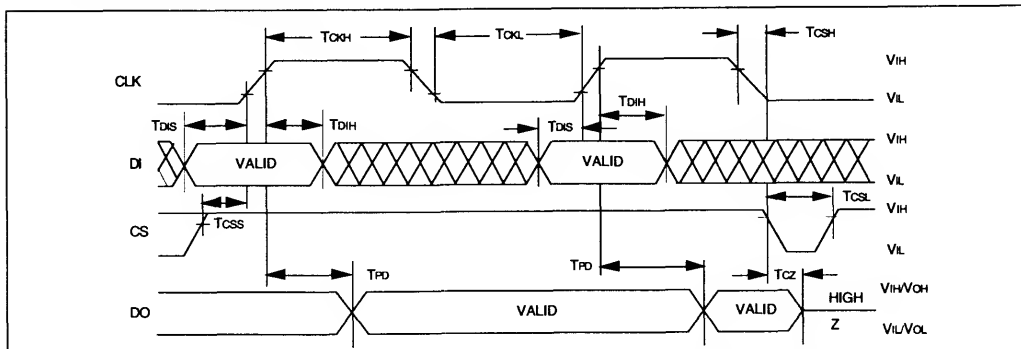 TCKH TCKL TCSH
CLK VIH
VIL
TDIS TDIH TDIS TDIH
DI VALID VALID VIH
VIL
TCSS TCSL
CS VIH
VIL
TPD TPD TCZ
DO VALID VALID HIGH Z VIH/VOH
VIL/VOL